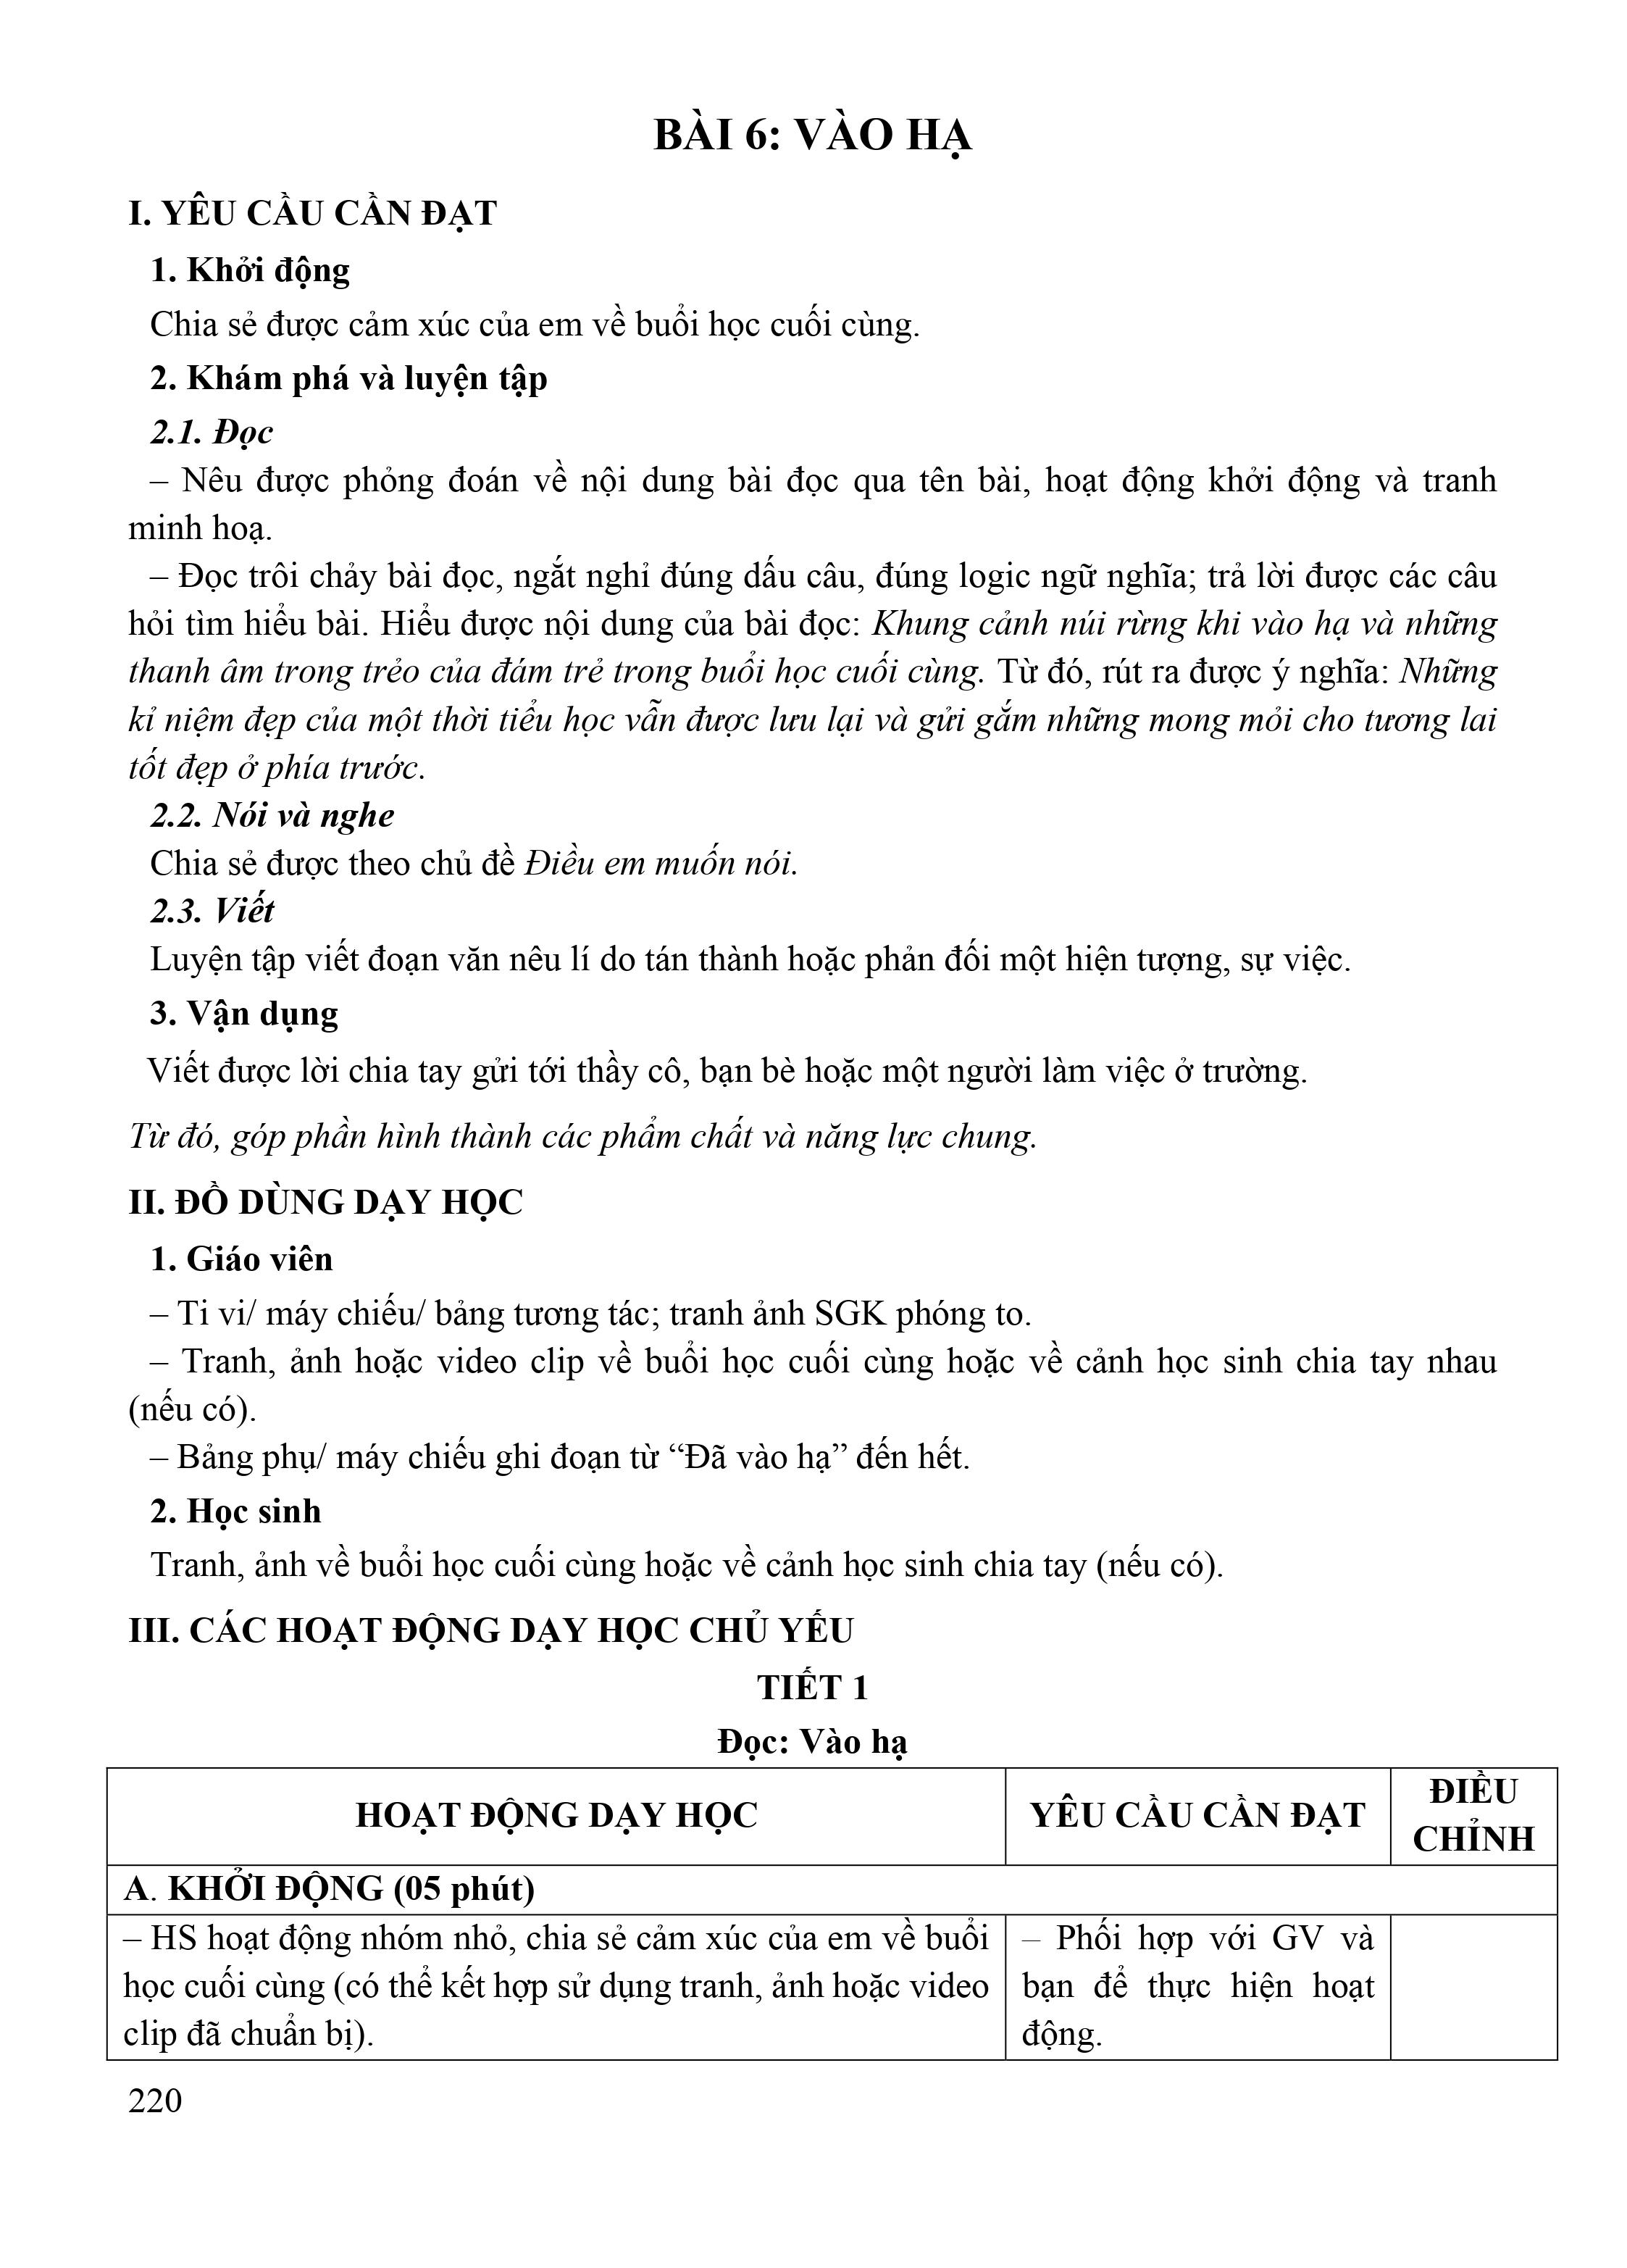 BÀI 6: VÀO HẠ
I. YÊU CẦU CẦN ĐẠT
1. Khởi động
Chia sẻ được cảm xúc của em về buổi học cuối cùng.
2. Khám phá và luyện tập
2.1. Đọc
– Nêu được phỏng đoán về nội dung bài đọc qua tên bài, hoạt động khởi động và tranh
minh hoạ.
– Đọc trôi chảy bài đọc, ngắt nghỉ đúng dấu câu, đúng logic ngữ nghĩa; trả lời được các câu
hỏi tìm hiểu bài. Hiểu được nội dung của bài đọc: Khung cảnh núi rừng khi vào hạ và những
thanh âm trong trẻo của đám trẻ trong buổi học cuối cùng. Từ đó, rút ra được ý nghĩa: Những
kỉ niệm đẹp của một thời tiểu học vẫn được lưu lại và gửi gắm những mong mỏi cho tương lai
tốt đẹp ở phía trước.
2.2. Nói và nghe
Chia sẻ được theo chủ đề Điều em muốn nói.
2.3. Viết
Luyện tập viết đoạn văn nêu lí do tán thành hoặc phản đối một hiện tượng, sự việc.
3. Vận dụng
Viết được lời chia tay gửi tới thầy cô, bạn bè hoặc một người làm việc ở trường.
Từ đó, góp phần hình thành các phẩm chất và năng lực chung.
II. ĐỒ DÙNG DẠY HỌC
1. Giáo viên
– Ti vi/ máy chiếu/ bảng tương tác; tranh ảnh SGK phóng to.
– Tranh, ảnh hoặc video clip về buổi học cuối cùng hoặc về cảnh học sinh chia tay nhau
(nếu có).
– Bảng phụ/ máy chiếu ghi đoạn từ “Đã vào hạ” đến hết.
2. Học sinh
Tranh, ảnh về buổi học cuối cùng hoặc về cảnh học sinh chia tay (nếu có).
III. CÁC HOẠT ĐỘNG DẠY HỌC CHỦ YẾU
TIẾT 1
Đọc: Vào hạ
HOẠT ĐỘNG DẠY HỌC
YÊU CẦU CẦN ĐẠT
ĐIỀU
CHỈNH
A. KHỞI ĐỘNG (05 phút)
– HS hoạt động nhóm nhỏ, chia sẻ cảm xúc của em về buổi
học cuối cùng (có thể kết hợp sử dụng tranh, ảnh hoặc video
clip đã chuẩn bị).
– Phối hợp với GV và
bạn để thực hiện hoạt
động.
220